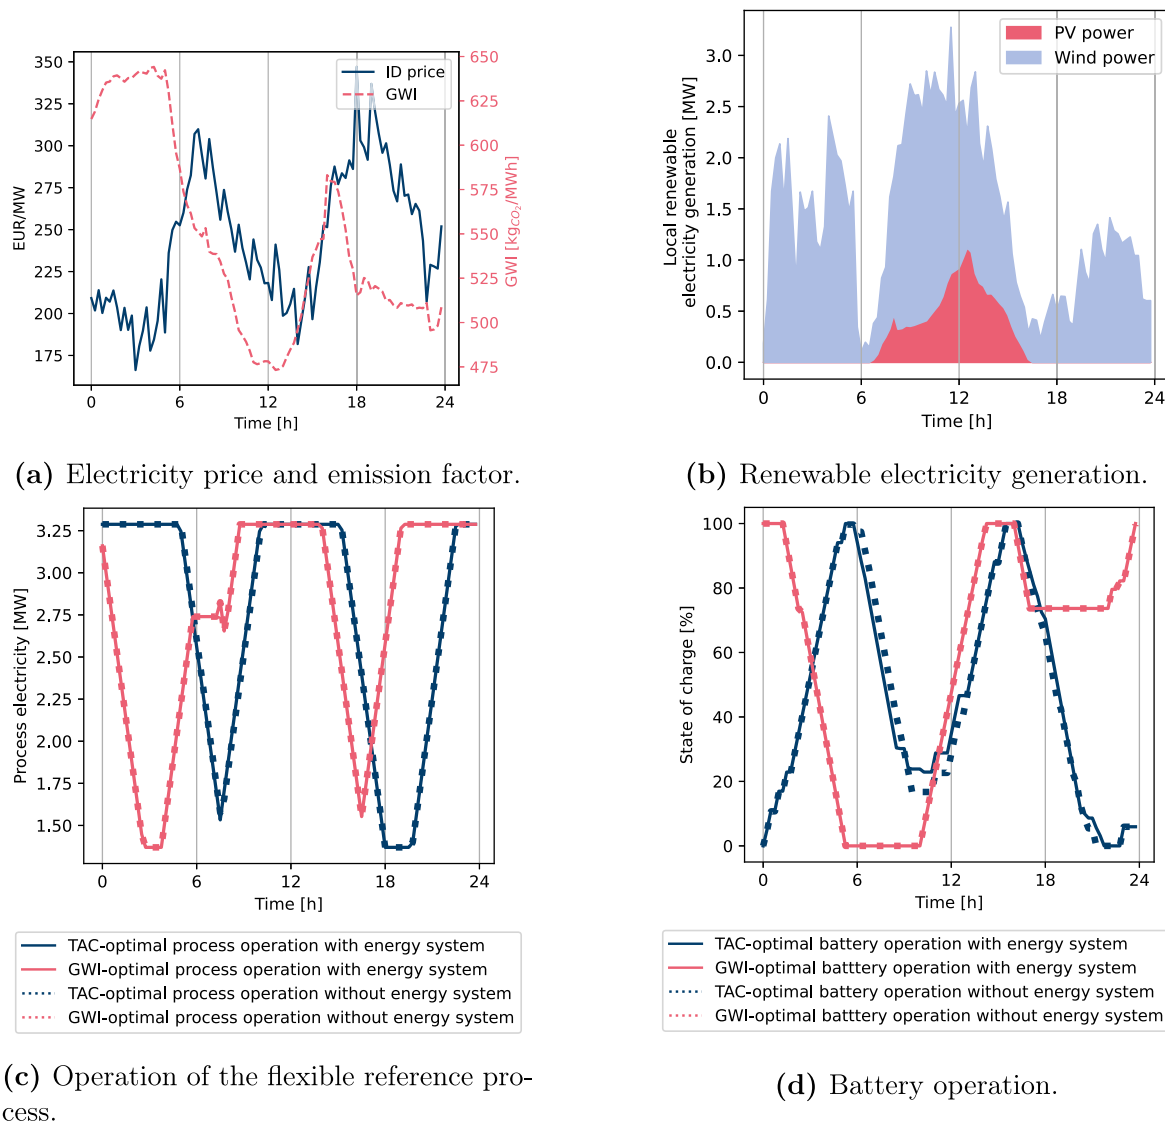 350
325
300
275
250
225
200
175
EUR/MW
ID price
GWI
650
625
600
575
550
525
500
475
GWI [kg_{CO_2}/MWh]
0 6 12 18 24
Time [h]
(a) Electricity price and emission factor.
3.0
2.5
2.0
1.5
1.0
0.5
0.0
Local renewable
electricity generation [MW]
PV power
Wind power
0 6 12 18 24
Time [h]
(b) Renewable electricity generation.
3.25
3.00
2.75
2.50
2.25
2.00
1.75
1.50
Process electricity [MW]
0 6 12 18 24
Time [h]
TAC-optimal process operation with energy system
GWI-optimal process operation with energy system
TAC-optimal process operation without energy system
GWI-optimal process operation without energy system
(c) Operation of the flexible reference pro-
cess.
100
80
60
40
20
0
State of charge [%]
0 6 12 18 24
Time [h]
TAC-optimal battery operation with energy system
GWI-optimal batttery operation with energy system
TAC-optimal battery operation without energy system
GWI-optimal batttery operation without energy system
(d) Battery operation.